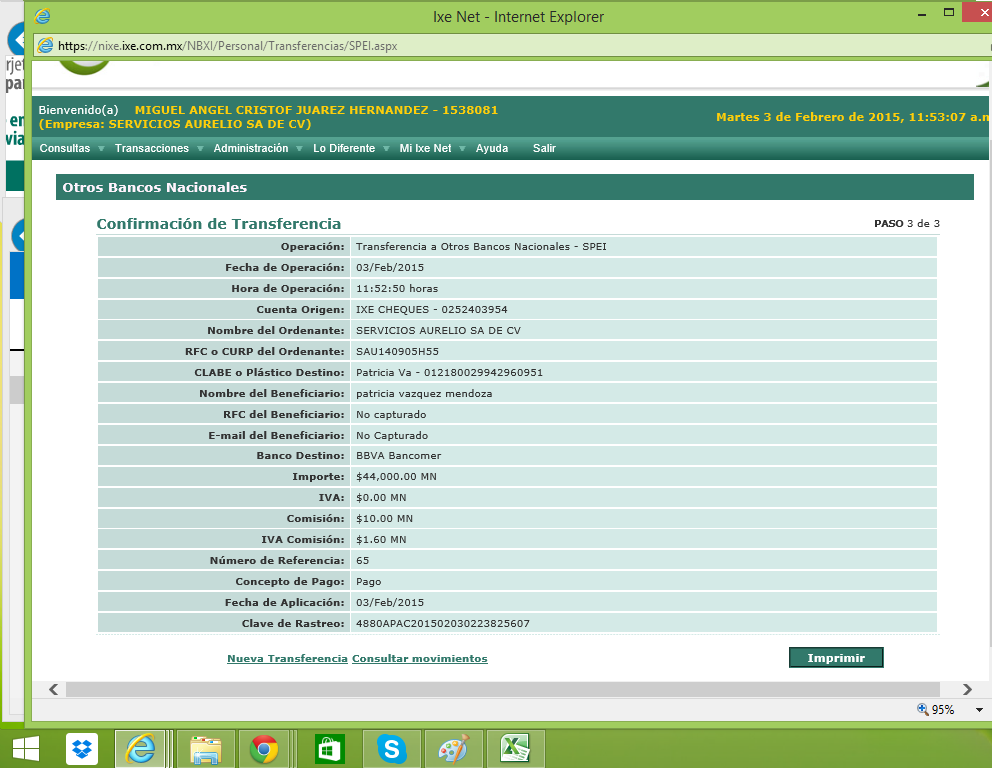 Ixe Net - Internet Explorer
https://nixe.ixe.com.mx/NBXI/Personal/Transferencias/SPEI.aspx
Bienvenido(a) MIGUEL ANGEL CRISTOF JUAREZ HERNANDEZ - 1538081
(Empresa: SERVICIOS AURELIO SA DE CV)
Martes 3 de Febrero de 2015, 11:53:07 a.n
Consultas Transacciones Administración Lo Diferente Mi Ixe Net Ayuda Salir
Otros Bancos Nacionales
Confirmación de Transferencia PASO 3 de 3
Operación: Transferencia a Otros Bancos Nacionales - SPEI
Fecha de Operación: 03/Feb/2015
Hora de Operación: 11:52:50 horas
Cuenta Origen: IXE CHEQUES - 0252403954
Nombre del Ordenante: SERVICIOS AURELIO SA DE CV
RFC o CURP del Ordenante: SAU140905H55
CLABE o Plástico Destino: Patricia Va - 012180029942960951
Nombre del Beneficiario: patricia vazquez mendoza
RFC del Beneficiario: No capturado
E-mail del Beneficiario: No Capturado
Banco Destino: BBVA Bancomer
Importe: $44,000.00 MN
IVA: $0.00 MN
Comisión: $10.00 MN
IVA Comisión: $1.60 MN
Número de Referencia: 65
Concepto de Pago: Pago
Fecha de Aplicación: 03/Feb/2015
Clave de Rastreo: 4880APAC201502030223825607
Nueva Transferencia Consultar movimientos Imprimir
95%